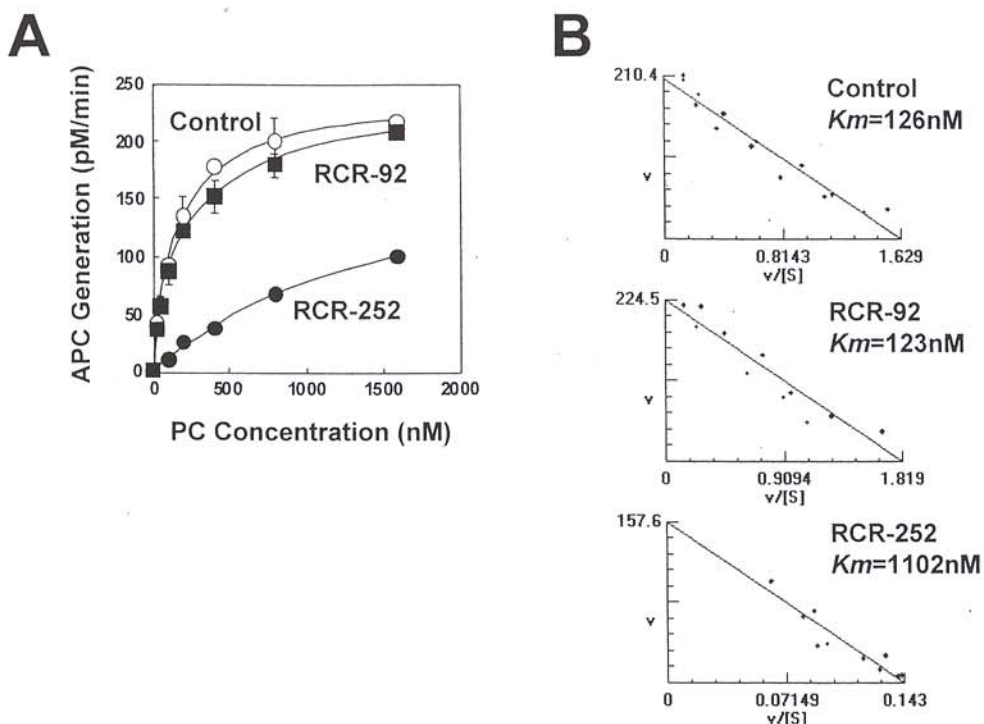 A
APC Generation (pM/min)
250
200
150
100
50
0
Control
RCR-92
RCR-252
0
500
1000
1500
2000
PC Concentration (nM)
B
210.4
v
0
0.8143
1.629
v/[S]
Control
Km=126nM
224.5
v
0
0.9094
1.819
v/[S]
RCR-92
Km=123nM
157.6
v
0
0.07149
0.143
v/[S]
RCR-252
Km=1102nM